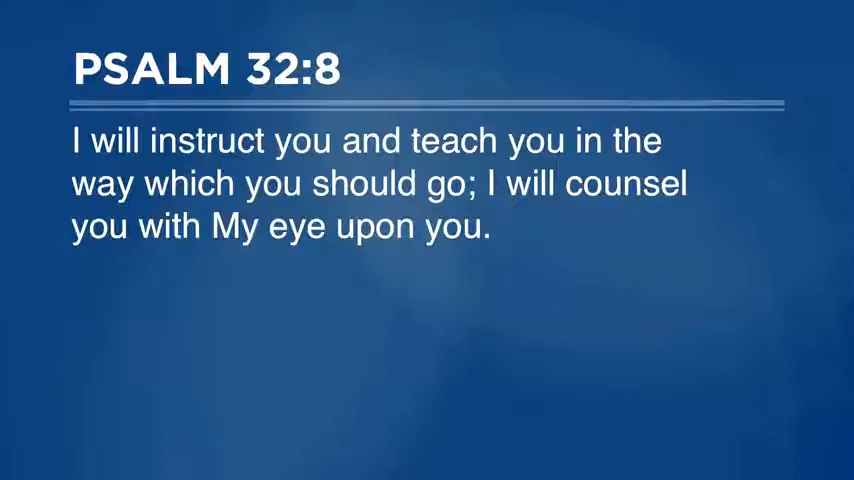 PSALM 32:8
I will instruct you and teach you in the
way which you should go; I will counsel
you with My eye upon you.